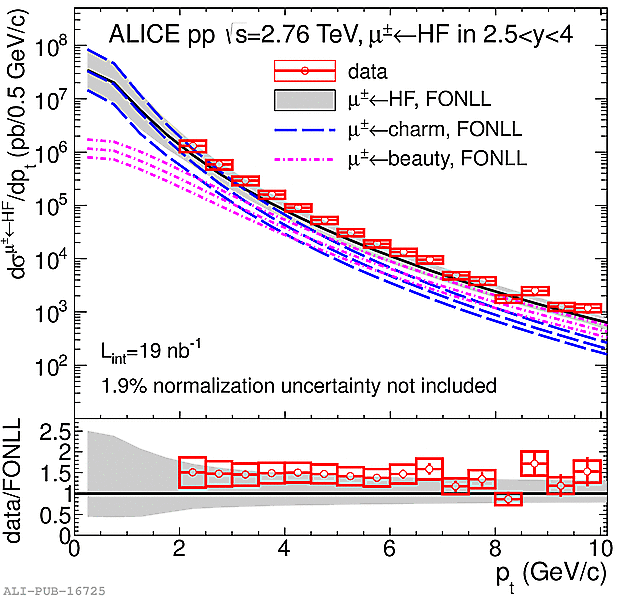 ALICE pp √s=2.76 TeV, μ±←HF in 2.5<y<4
data
μ±←HF, FONLL
μ±←charm, FONLL
μ±←beauty, FONLL
dσ^μ±←HF/dp_t (pb/0.5 GeV/c)
10^8
10^7
10^6
10^5
10^4
10^3
10^2
L_int=19 nb^-1
1.9% normalization uncertainty not included
data/FONLL
2.5
2
1.5
1
0.5
0
0 2 4 6 8 10
p_t (GeV/c)
ALI-PUB-16725